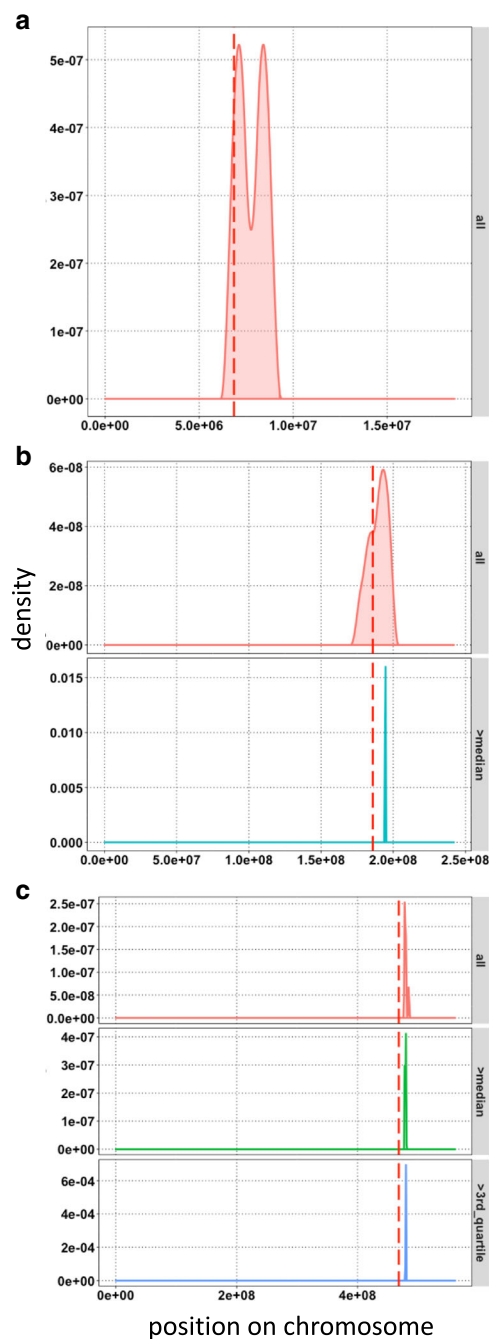 a
5e-07
4e-07
3e-07
2e-07
1e-07
0e+00
all
0.0e+00 5.0e+06 1.0e+07 1.5e+07
b
6e-08
4e-08
2e-08
0e+00
all
density
0.015
0.010
0.005
0.000
>median
0.0e+00 5.0e+07 1.0e+08 1.5e+08 2.0e+08 2.5e+08
c
2.5e-07
2.0e-07
1.5e-07
1.0e-07
5.0e-08
0.0e+00
all
4e-07
3e-07
2e-07
1e-07
0e+00
>median
6e-04
4e-04
2e-04
0e+00
>3rd_quartile
0e+00 2e+08 4e+08
position on chromosome